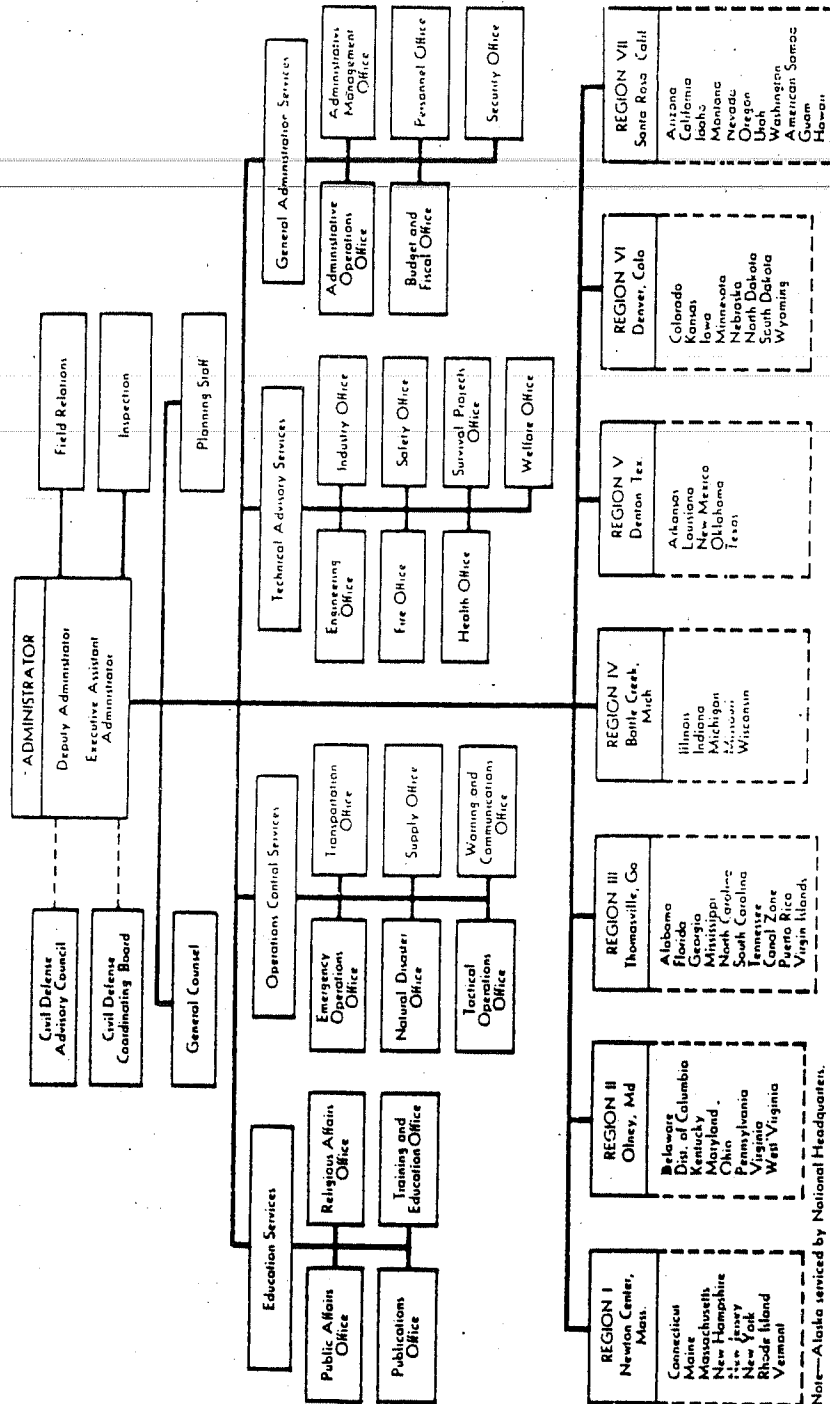 ADMINISTRATOR
Deputy Administrator
Executive Assistant
Administrator
Civil Defense
Advisory Council
Civil Defense
Coordinating Board
Field Relations
Inspection
General Counsel
Planning Staff
Education Services
Public Affairs
Office
Religious Affairs
Office
Publications
Office
Training and
Education Office
Operations Control Services
Emergency
Operations
Office
Transportation
Office
Natural Disaster
Office
Supply Office
Tactical
Operations
Office
Warning and
Communications
Office
Technical Advisory Services
Engineering
Office
Industry Office
Fire Office
Safety Office
Health Office
Survival Projects
Office
Welfare Office
General Administration Services
Administrative
Operations
Office
Administrative
Management
Office
Budget and
Fiscal Office
Personnel Office
Security Office
REGION I
Newton Center,
Mass.
Connecticut
Maine
Massachusetts
New Hampshire
New Jersey
New York
Rhode Island
Vermont
REGION II
Olney, Md
Delaware
Dist. of Columbia
Kentucky
Maryland
Ohio
Pennsylvania
Virginia
West Virginia
REGION III
Thomasville, Ga
Alabama
Florida
Georgia
Mississippi
North Carolina
South Carolina
Tennessee
Canal Zone
Puerto Rico
Virgin Islands
REGION IV
Battle Creek,
Mich
Illinois
Indiana
Michigan
Missouri
Wisconsin
REGION V
Denton Tex.
Arkansas
Louisiana
New Mexico
Oklahoma
Texas
REGION VI
Denver, Colo
Colorado
Kansas
Iowa
Minnesota
Nebraska
North Dakota
South Dakota
Wyoming
REGION VII
Santa Rosa Calif
Arizona
California
Idaho
Montana
Nevada
Oregon
Utah
Washington
American Samoa
Guam
Hawaii
Note—Alaska serviced by National Headquarters.